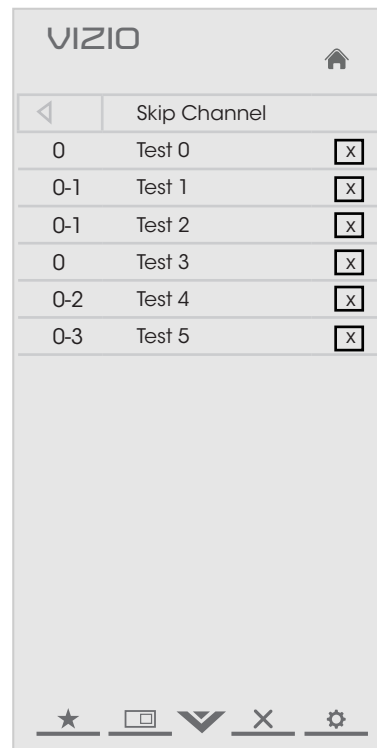 VIZIO
Skip Channel
0 Test 0 X
0-1 Test 1 X
0-1 Test 2 X
0 Test 3 X
0-2 Test 4 X
0-3 Test 5 X